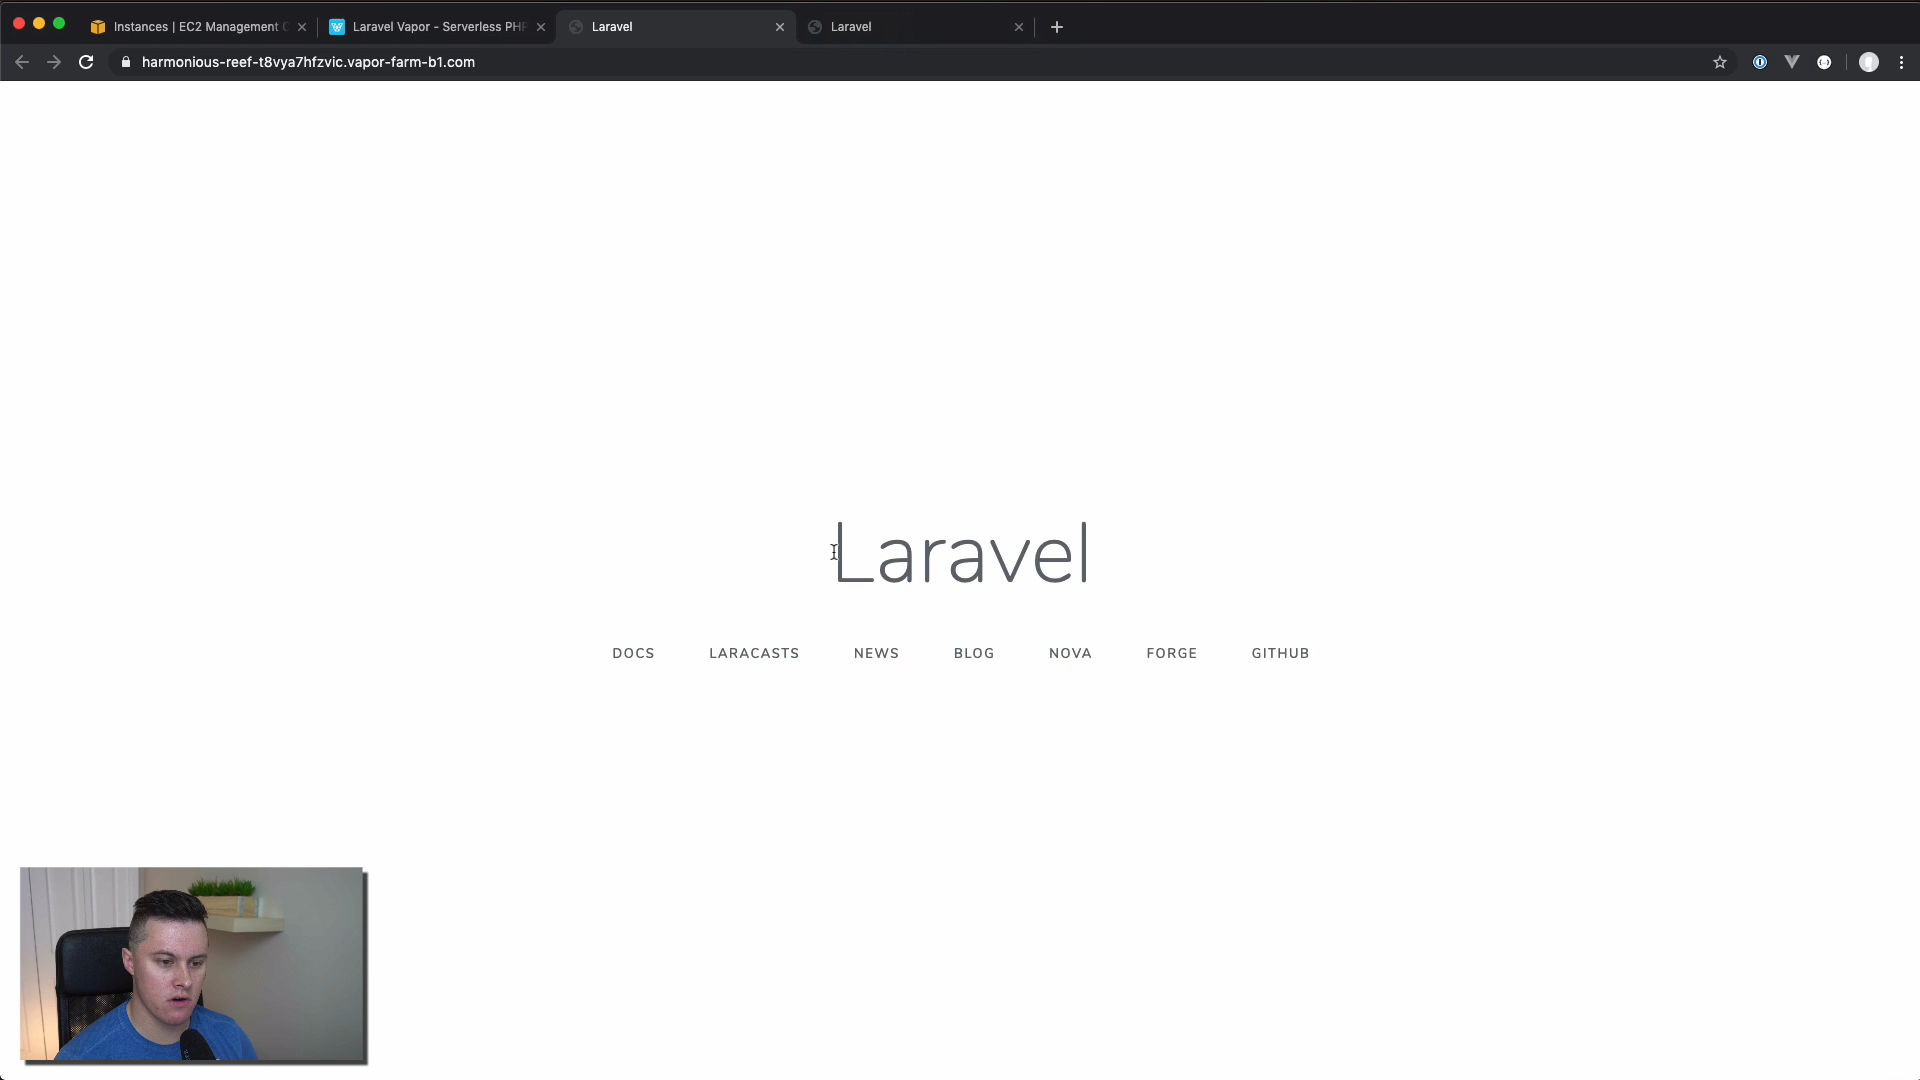 Instances | EC2 Management C
Laravel Vapor - Serverless PHP
Laravel
Laravel
harmonious-reef-t8vya7hfzvic.vapor-farm-b1.com
Laravel
DOCS LARACASTS NEWS BLOG NOVA FORGE GITHUB